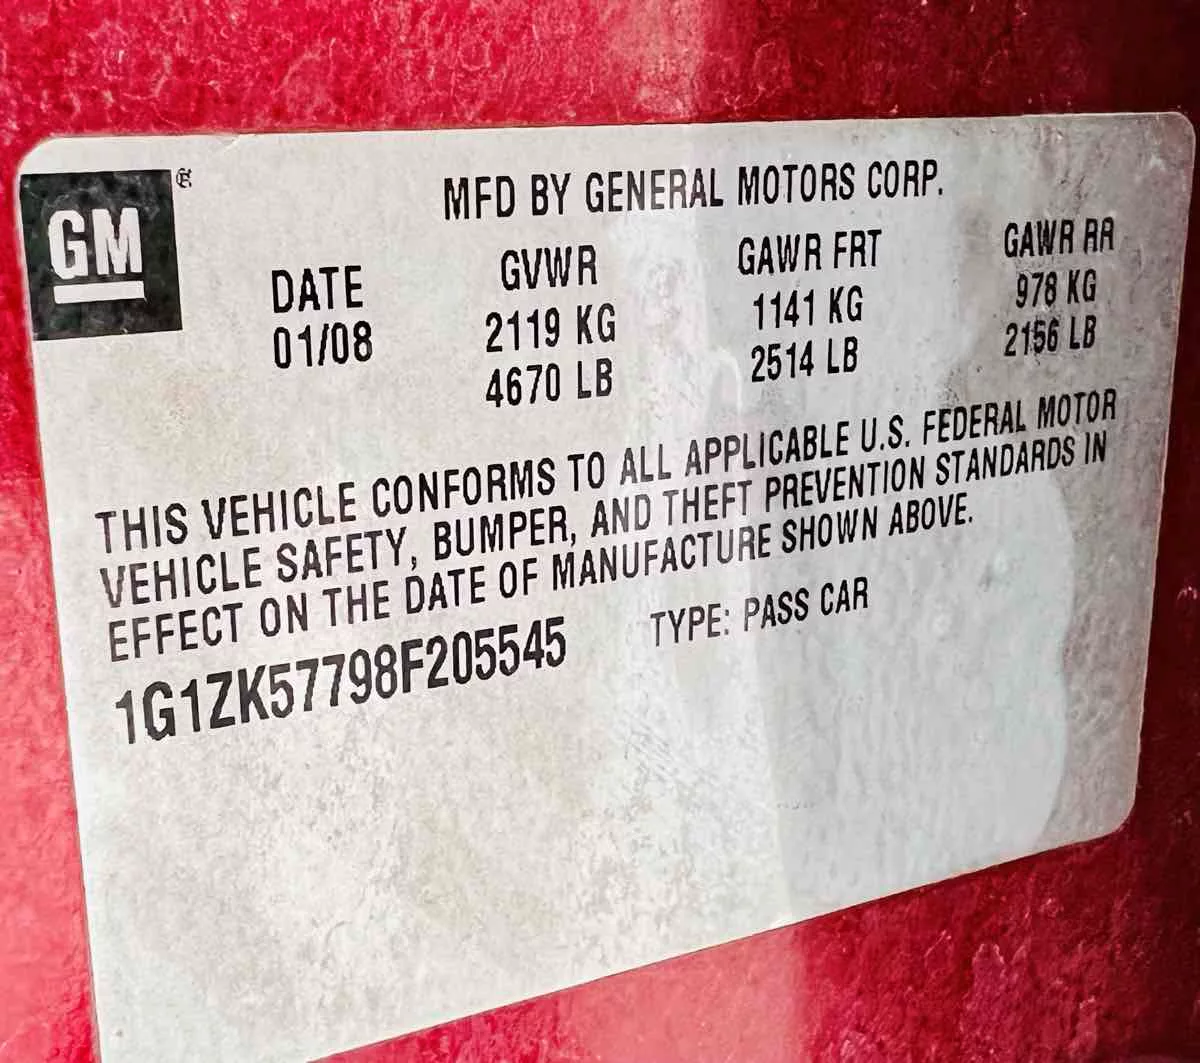 GM
MFD BY GENERAL MOTORS CORP.
DATE GVWR GAWR FRT GAWR RR
01/08 2119 KG 1141 KG 978 KG
4670 LB 2514 LB 2156 LB
THIS VEHICLE CONFORMS TO ALL APPLICABLE U.S. FEDERAL MOTOR
VEHICLE SAFETY, BUMPER, AND THEFT PREVENTION STANDARDS IN
EFFECT ON THE DATE OF MANUFACTURE SHOWN ABOVE.
1G1ZK57798F205545 TYPE: PASS CAR